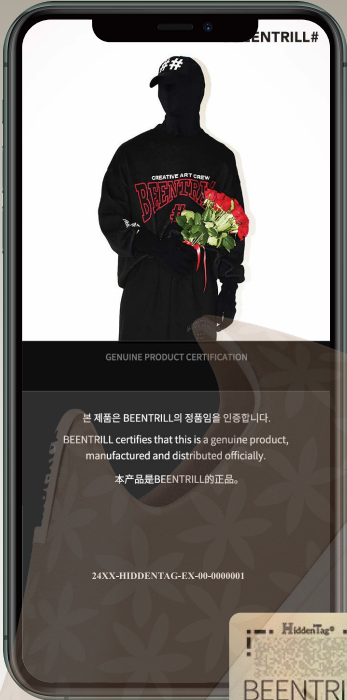 ENTRILL#
##
CREATIVE ART CREW
BEENTRILL
#
GENUINE PRODUCT CERTIFICATION
본 제품은 BEENTRILL의 정품임을 인증합니다.
BEENTRILL certifies that this is a genuine product,
manufactured and distributed officially.
本产品是BEENTRILL的正品。
24XX-HIDDENTAG-EX-00-0000001
HiddenTag®
BEENTRI